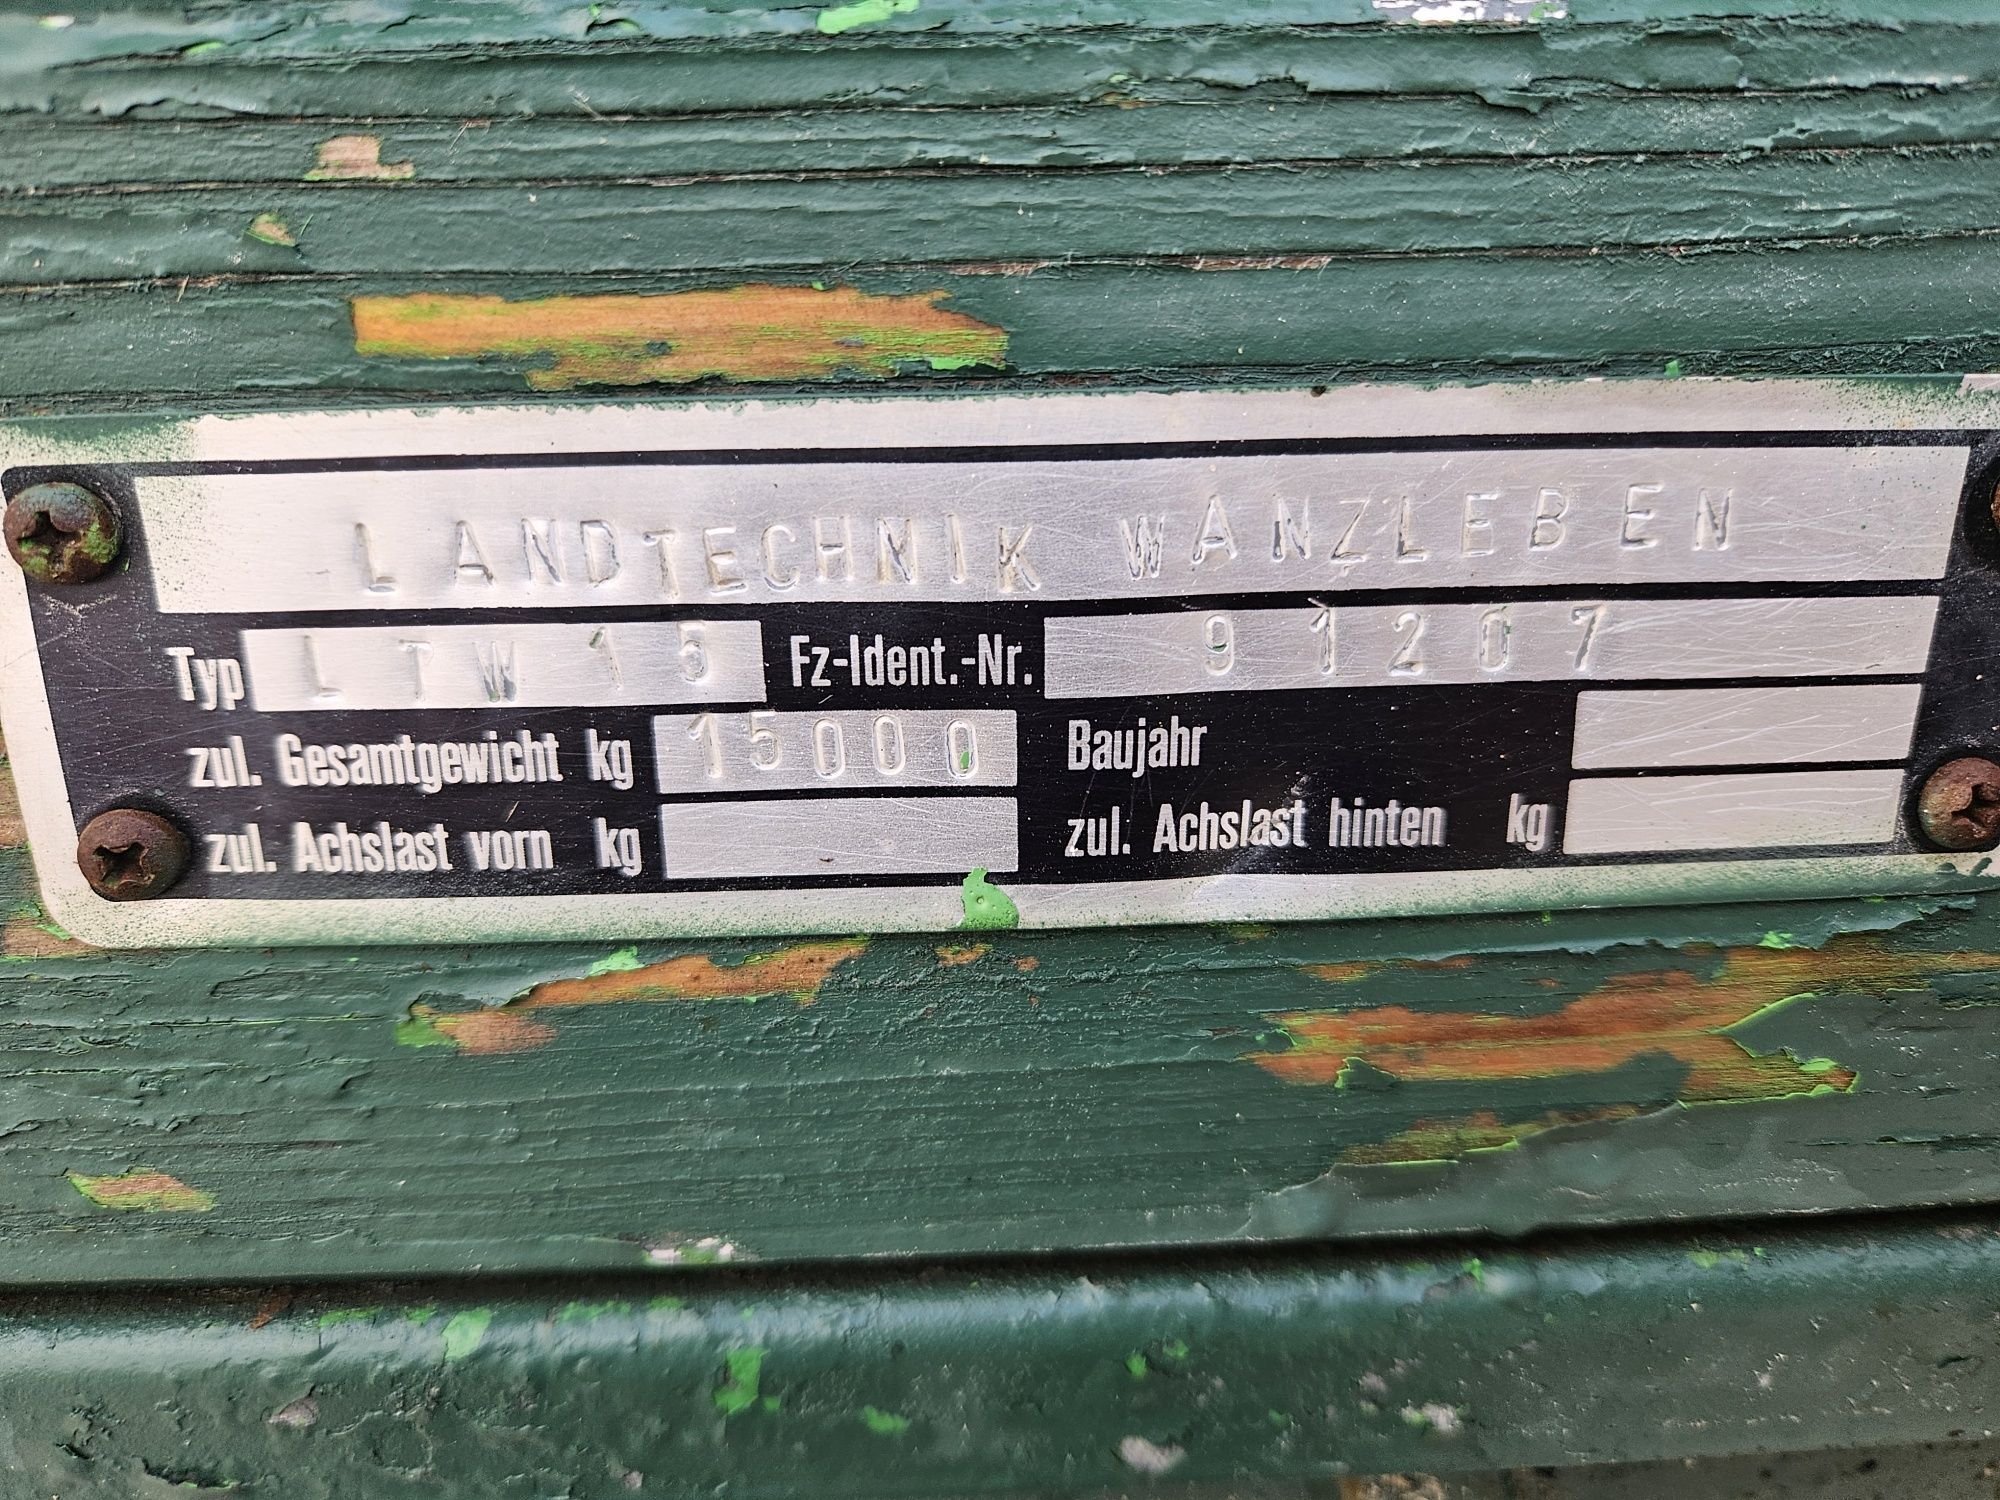 LANDTECHNIK WANZLEBEN
Typ LTW 15 Fz-Ident.-Nr. 91207
zul. Gesamtgewicht kg 15000 Baujahr
zul. Achslast vorn kg zul. Achslast hinten kg